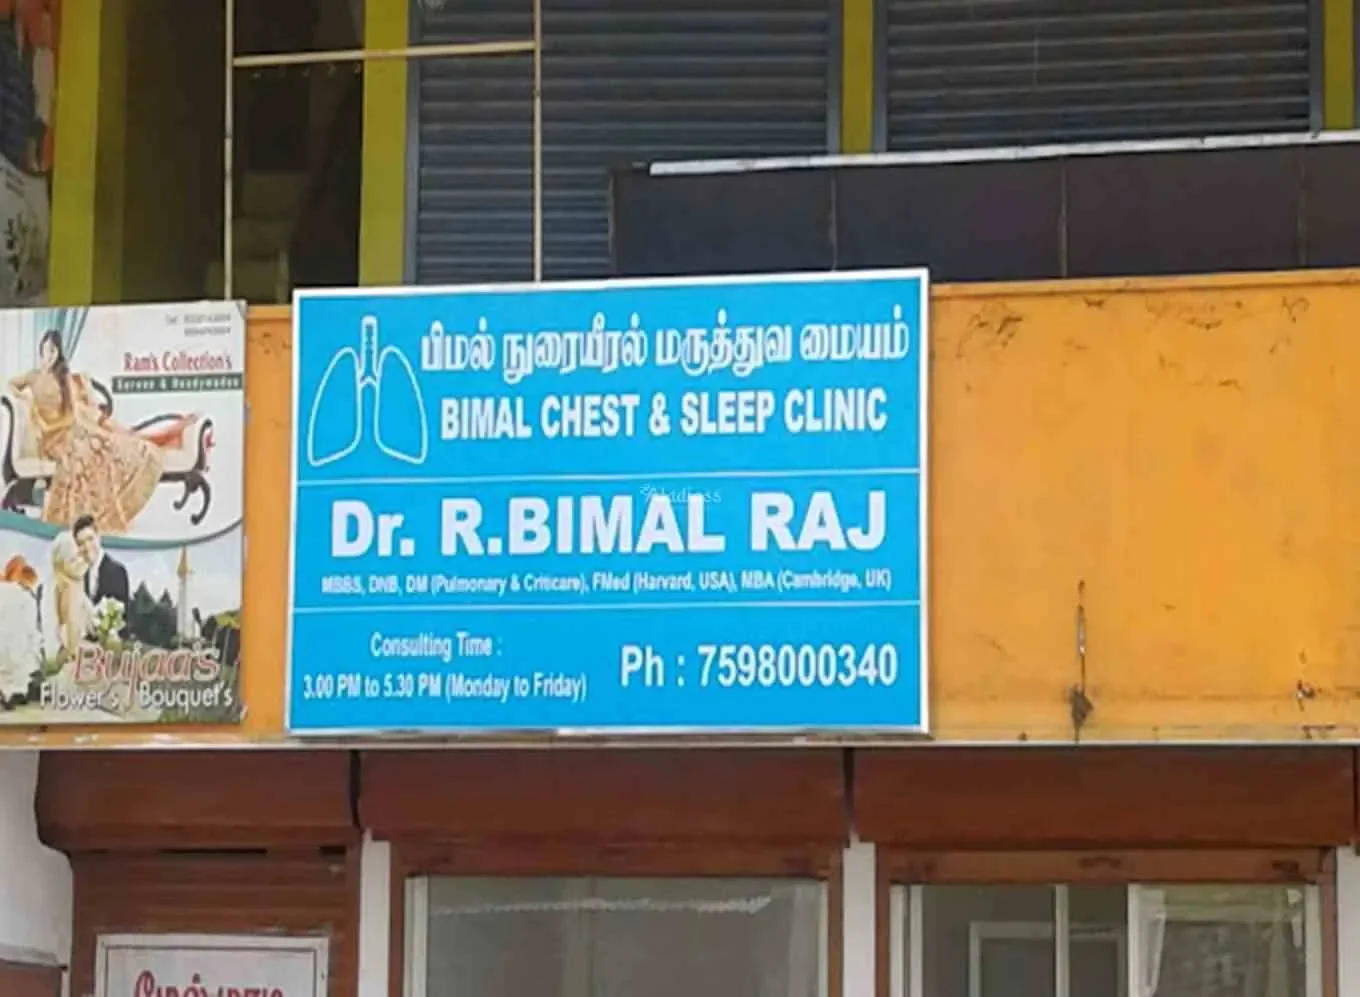 Ram's Collection's
Sarees & Readymades
Bujaa's
Flower's / Bouquet's
பிமல் நுரையீரல் மருத்துவ மையம்
BIMAL CHEST & SLEEP CLINIC
Dr. R.BIMAL RAJ
MBBS, DNB, DM (Pulmonary & Criticare), FMed (Harvard, USA), MBA (Cambridge, UK)
Consulting Time :
3.00 PM to 5.30 PM (Monday to Friday)
Ph : 7598000340